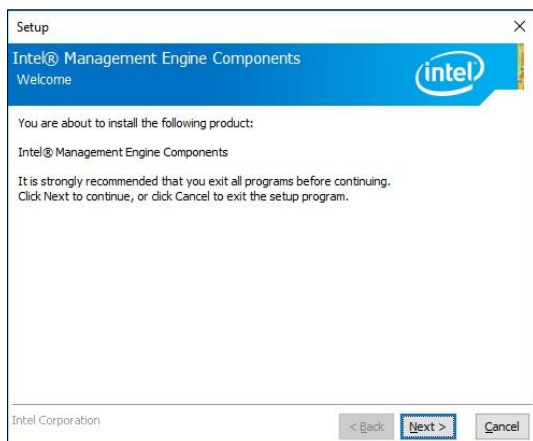 Setup
Intel® Management Engine Components
Welcome
intel
You are about to install the following product:
Intel® Management Engine Components
It is strongly recommended that you exit all programs before continuing.
Click Next to continue, or click Cancel to exit the setup program.
Intel Corporation
< Back Next > Cancel